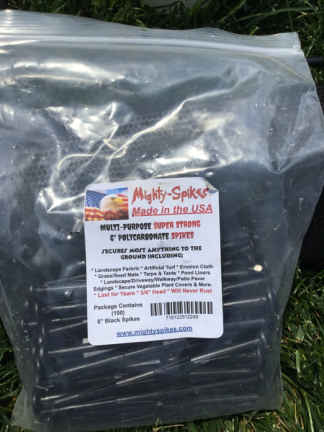 Mighty-Spikes
Made in the USA
MULTI-PURPOSE SUPER STRONG
6" POLYCARBONATE SPIKES
SECURES MOST ANYTHING TO THE
GROUND INCLUDING:
* Landscape Fabric * Artificial Turf * Erosion Cloth
* Grass/Sod Mats * Tarps & Tents * Pond Liners
* Landscape/Driveway/Walkway/Patio Paver
Edgings * Secure Vegetable Plant Covers & More
* Last for Years * 3/4" Head * Will Never Rust
Package Contains
(100)
6" Black Spikes
www.mightyspikes.com